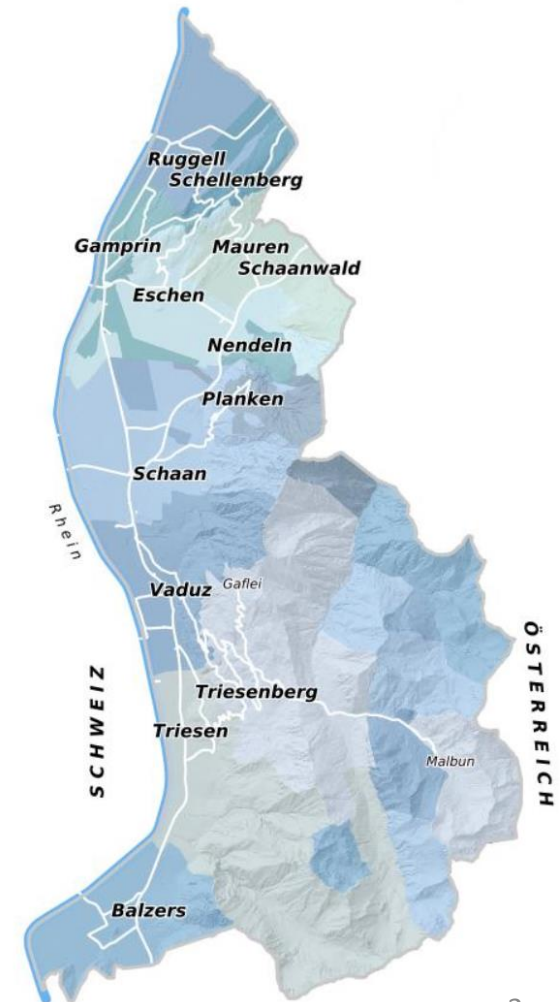 Ruggell
Schellenberg
Gamprin
Mauren
Schaanwald
Eschen
Nendeln
Planken
Schaan
Rhein
Vaduz
Gaflei
ÖSTERREICH
SCHWEIZ
Triesenberg
Triesen
Malbun
Balzers